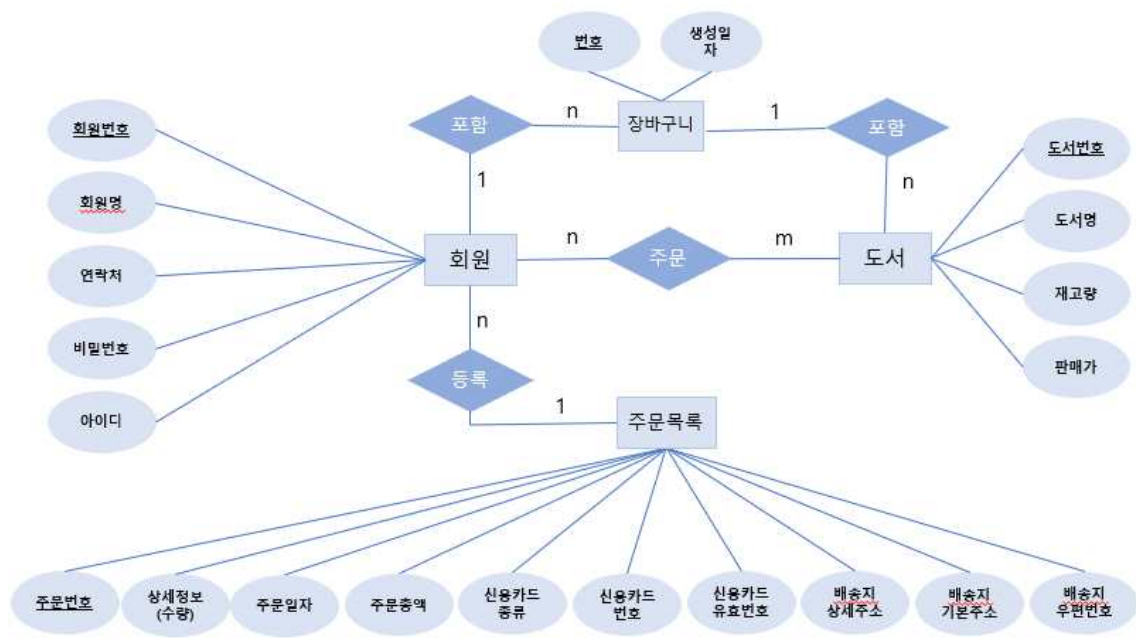 번호
생성일
자
포함
n
장바구니
1
포함
회원번호
도서번호
1
n
회원명
도서명
회원
n
주문
m
도서
연락처
재고량
n
비밀번호
판매가
등록
아이디
1
주문목록
주문번호
상세정보
(수량)
주문일자
주문총액
신용카드
종류
신용카드
번호
신용카드
유효번호
배송지
상세주소
배송지
기본주소
배송지
우편번호